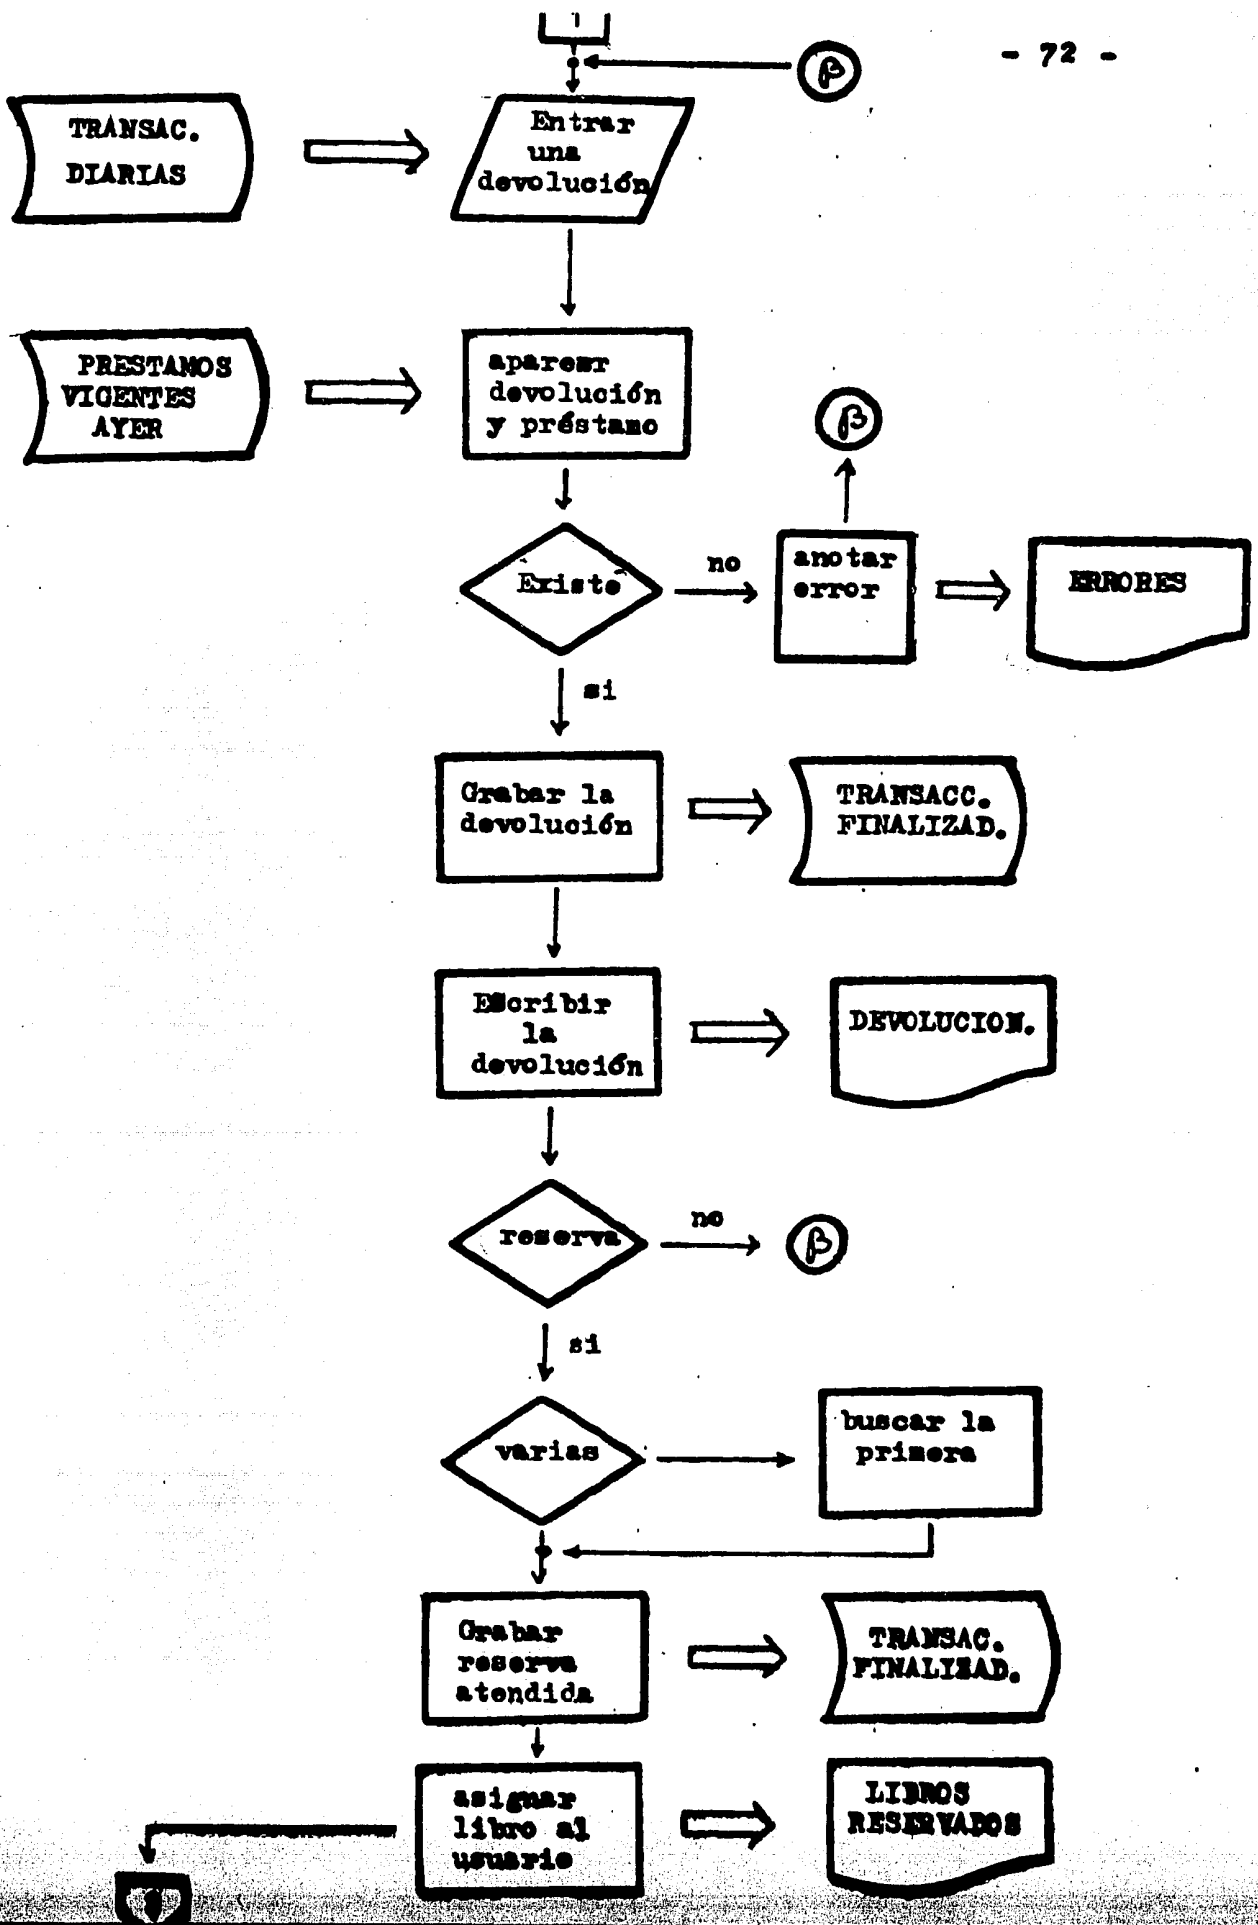 - 72 -
β
TRANSAC.
DIARIAS
Entrar
una
devolución
PRESTAMOS
VIGENTES
AYER
aparear
devolución
y préstamo
β
Existe
no
anotar
error
ERRORES
si
Grabar la
devolución
TRANSACC.
FINALIZAD.
Escribir
la
devolución
DEVOLUCION.
reserva
no
β
si
varias
buscar la
primera
Grabar
reserva
atendida
TRANSAC.
FINALIZAD.
asignar
libro al
usuario
LIBROS
RESERVADOS